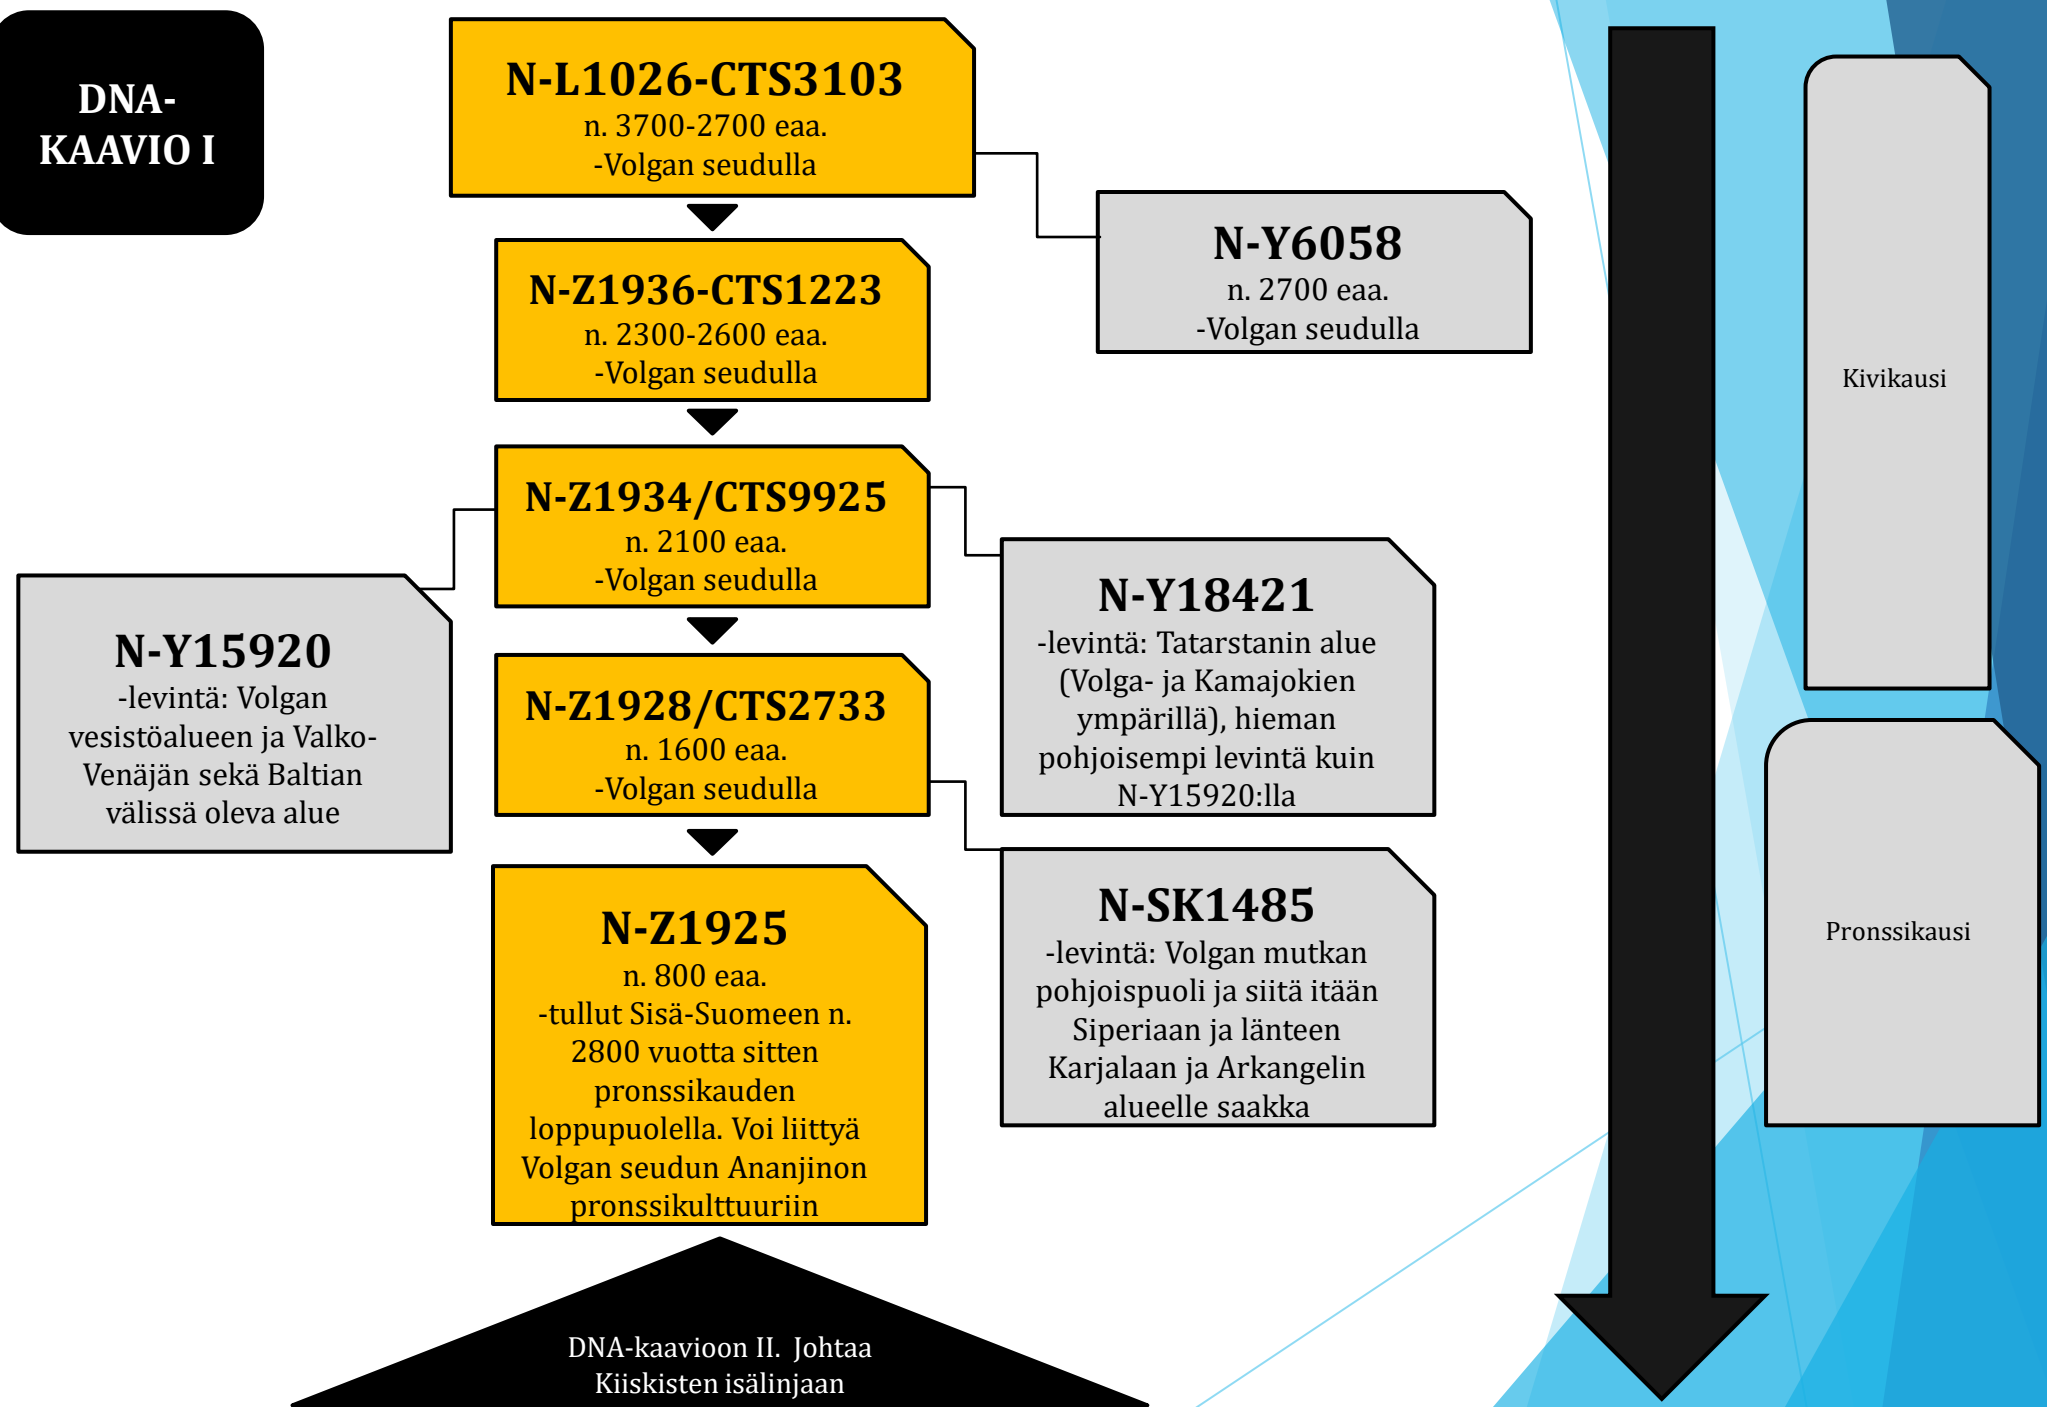 DNA-
KAAVIO I
N-L1026-CTS3103
n. 3700-2700 eaa.
-Volgan seudulla
N-Y6058
n. 2700 eaa.
-Volgan seudulla
N-Z1936-CTS1223
n. 2300-2600 eaa.
-Volgan seudulla
N-Z1934/CTS9925
n. 2100 eaa.
-Volgan seudulla
N-Y15920
-levintä: Volgan
vesistöalueen ja Valko-
Venäjän sekä Baltian
välissä oleva alue
N-Y18421
-levintä: Tatarstanin alue
(Volga- ja Kamajokien
ympärillä), hieman
pohjoisempi levintä kuin
N-Y15920:lla
N-Z1928/CTS2733
n. 1600 eaa.
-Volgan seudulla
N-Z1925
n. 800 eaa.
-tullut Sisä-Suomeen n.
2800 vuotta sitten
pronssikauden
loppupuolella. Voi liittyä
Volgan seudun Ananjinon
pronssikulttuuriin
N-SK1485
-levintä: Volgan mutkan
pohjoispuoli ja siitä itään
Siperiaan ja länteen
Karjalaan ja Arkangelin
alueelle saakka
DNA-kaavioon II.  Johtaa
Kiiskisten isälinjaan
Kivikausi
Pronssikausi